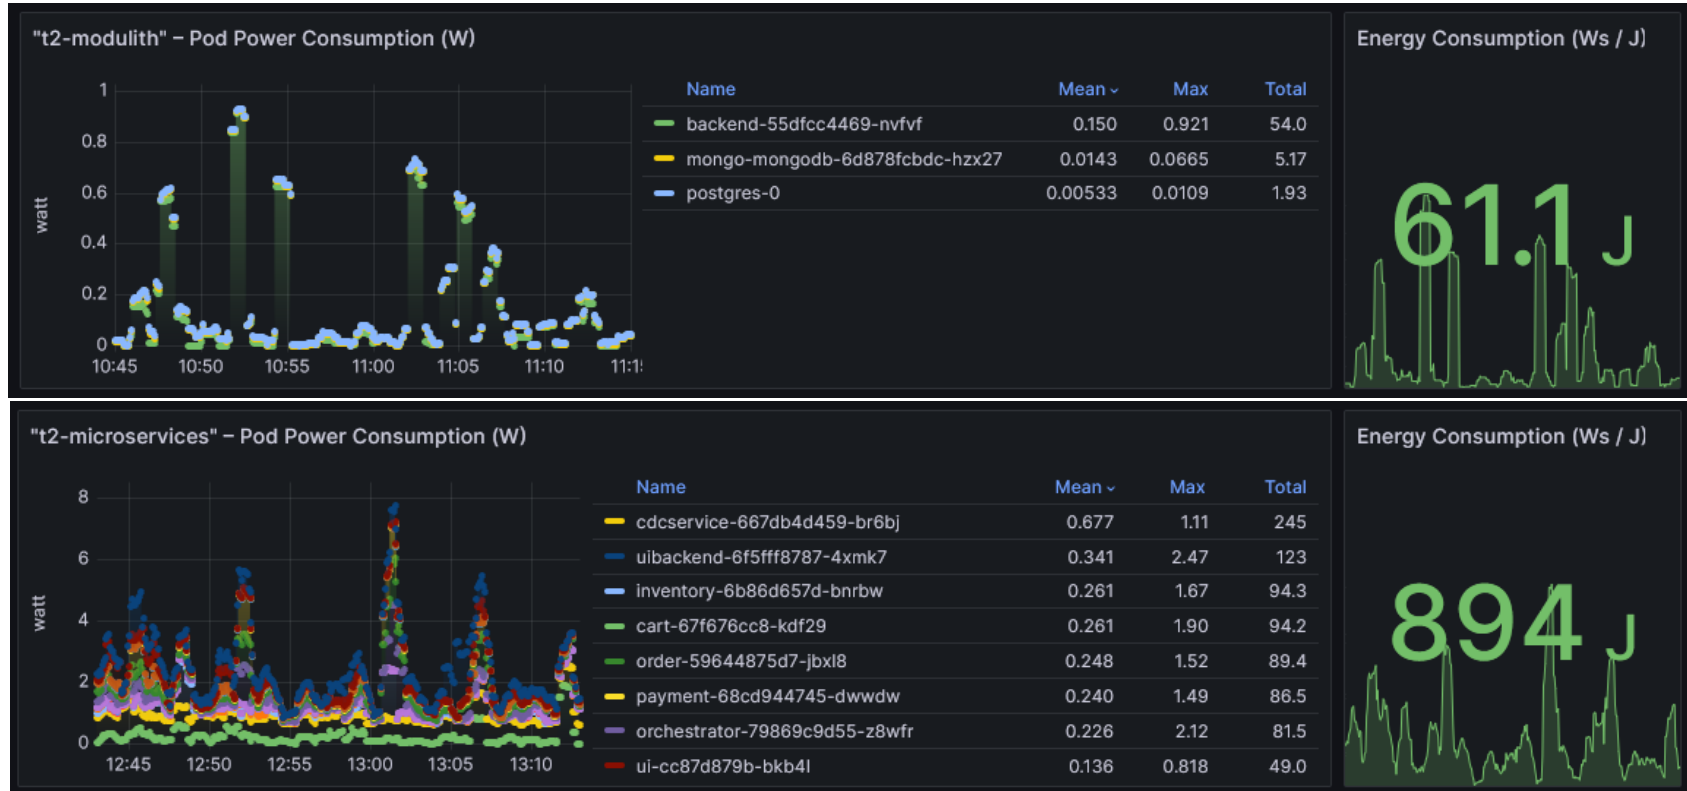 "t2-modulith" – Pod Power Consumption (W)
Energy Consumption (Ws / J)
Name Mean Max Total
backend-55dfcc4469-nvfvf 0.150 0.921 54.0
mongo-mongodb-6d878fcbdc-hzx27 0.0143 0.0665 5.17
postgres-0 0.00533 0.0109 1.93
watt
1
0.8
0.6
0.4
0.2
0
10:45 10:50 10:55 11:00 11:05 11:10 11:1
61.1 J
"t2-microservices" – Pod Power Consumption (W)
Energy Consumption (Ws / J)
Name Mean Max Total
cdcservice-667db4d459-br6bj 0.677 1.11 245
uibackend-6f5fff8787-4xmk7 0.341 2.47 123
inventory-6b86d657d-bnrbw 0.261 1.67 94.3
cart-67f676cc8-kdf29 0.261 1.90 94.2
order-59644875d7-jbxl8 0.248 1.52 89.4
payment-68cd944745-dwwdw 0.240 1.49 86.5
orchestrator-79869c9d55-z8wfr 0.226 2.12 81.5
ui-cc87d879b-bkb4l 0.136 0.818 49.0
watt
8
6
4
2
0
12:45 12:50 12:55 13:00 13:05 13:10
894 J